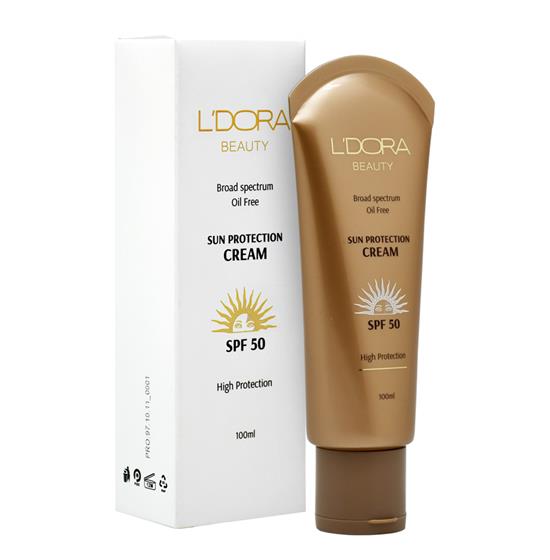 L'DORA
BEAUTY
Broad spectrum
Oil Free
SUN PROTECTION
CREAM
SPF 50
High Protection
100ml
PRO 97.10.11_0001
12M
L'DORA
BEAUTY
Broad spectrum
Oil Free
SUN PROTECTION
CREAM
SPF 50
High Protection
100ml